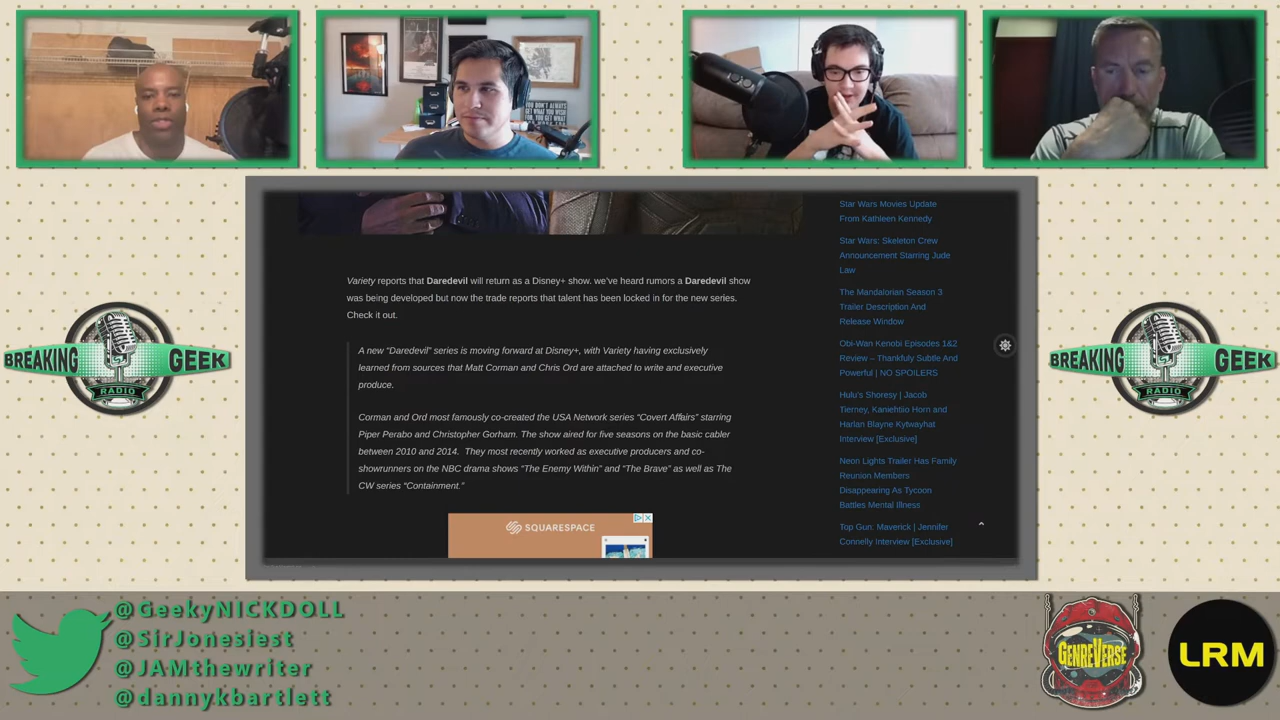 YOU DON'T ALWAYS
GET WHAT YOU
WISH FOR.
Variety reports that Daredevil will return as a Disney+ show. we've heard rumors a Daredevil show
was being developed but now the trade reports that talent has been locked in for the new series.
Check it out.
A new "Daredevil" series is moving forward at Disney+, with Variety having exclusively
learned from sources that Matt Corman and Chris Ord are attached to write and executive
produce.
Corman and Ord most famously co-created the USA Network series "Covert Affairs" starring
Piper Perabo and Christopher Gorham. The show aired for five seasons on the basic cabler
between 2010 and 2014. They most recently worked as executive producers and co-
showrunners on the NBC drama shows "The Enemy Within" and "The Brave" as well as The
CW series "Containment."
SQUARESPACE
Star Wars Movies Update
From Kathleen Kennedy
Star Wars: Skeleton Crew
Announcement Starring Jude
Law
The Mandalorian Season 3
Trailer Description And
Release Window
Obi-Wan Kenobi Episodes 1&2
Review – Thankfuly Subtle And
Powerful | NO SPOILERS
Hulu's Shoresy | Jacob
Tierney, Kaniehtiio Horn and
Harlan Blayne Kytwayhat
Interview [Exclusive]
Neon Lights Trailer Has Family
Reunion Members
Disappearing As Tycoon
Battles Mental Illness
Top Gun: Maverick | Jennifer
Connelly Interview [Exclusive]
BREAKING GEEK
RADIO
BREAKING GEEK
RADIO
@GeekyNICKDOLL
@SirJonesiest
@JAMthewriter
@dannykbartlett
GENREVERSE
LRM